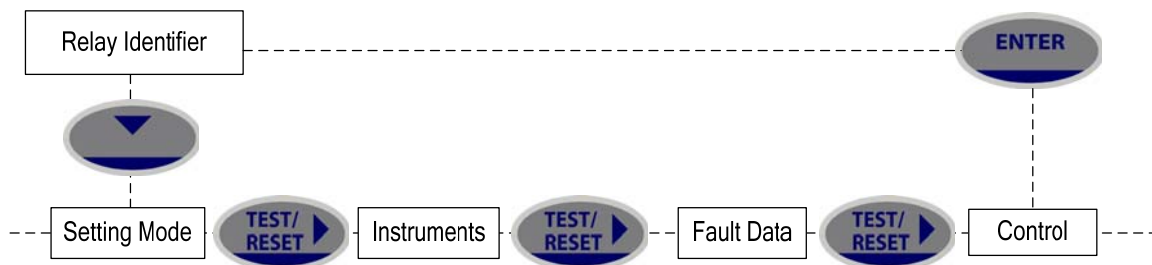 Relay Identifier
ENTER
Setting Mode
TEST/
RESET
Instruments
TEST/
RESET
Fault Data
TEST/
RESET
Control